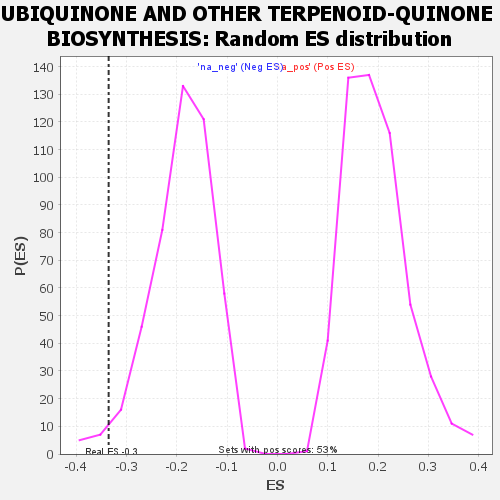 UBIQUINONE AND OTHER TERPENOID-QUINONE
BIOSYNTHESIS: Random ES distribution
'na_neg' (Neg ES)a_pos' (Pos ES)
140
130
120
110
100
90
80
70
60
50
40
30
20
10
0
P(ES)
Real ES -0.3
Sets with pos scores: 53%
-0.4 -0.3 -0.2 -0.1 0.0 0.1 0.2 0.3 0.4
ES